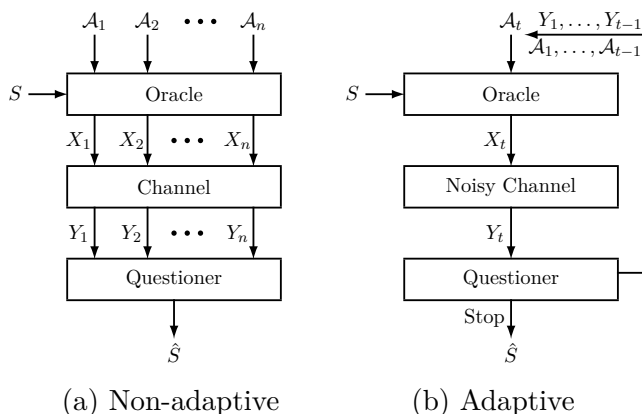 𝒜₁ 𝒜₂ ••• 𝒜ₙ
S
Oracle
X₁ X₂ ••• Xₙ
Channel
Y₁ Y₂ ••• Yₙ
Questioner
Ŝ
(a) Non-adaptive
𝒜ₜ
Y₁, . . . , Yₜ₋₁
𝒜₁, . . . , 𝒜ₜ₋₁
S
Oracle
Xₜ
Noisy Channel
Yₜ
Questioner
Stop
Ŝ
(b) Adaptive